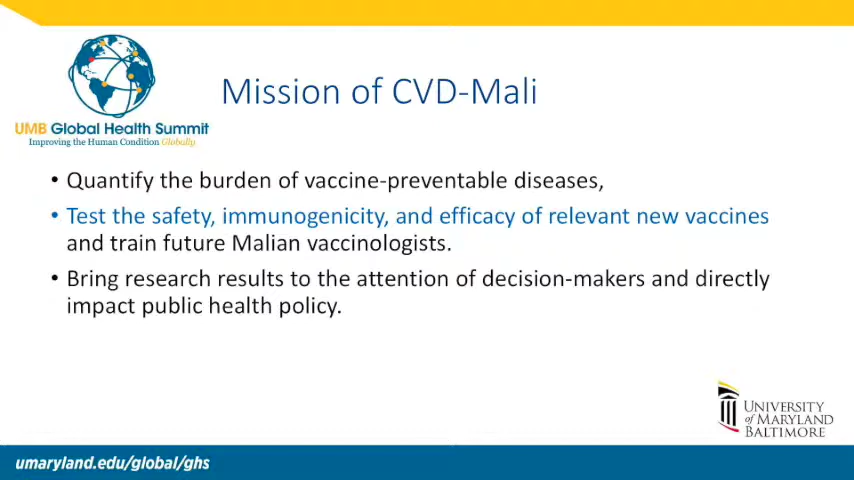 UMB Global Health Summit
Improving the Human Condition Globally
Mission of CVD-Mali
• Quantify the burden of vaccine-preventable diseases,
• Test the safety, immunogenicity, and efficacy of relevant new vaccines
and train future Malian vaccinologists.
• Bring research results to the attention of decision-makers and directly
impact public health policy.
UNIVERSITY
of MARYLAND
BALTIMORE
umaryland.edu/global/ghs